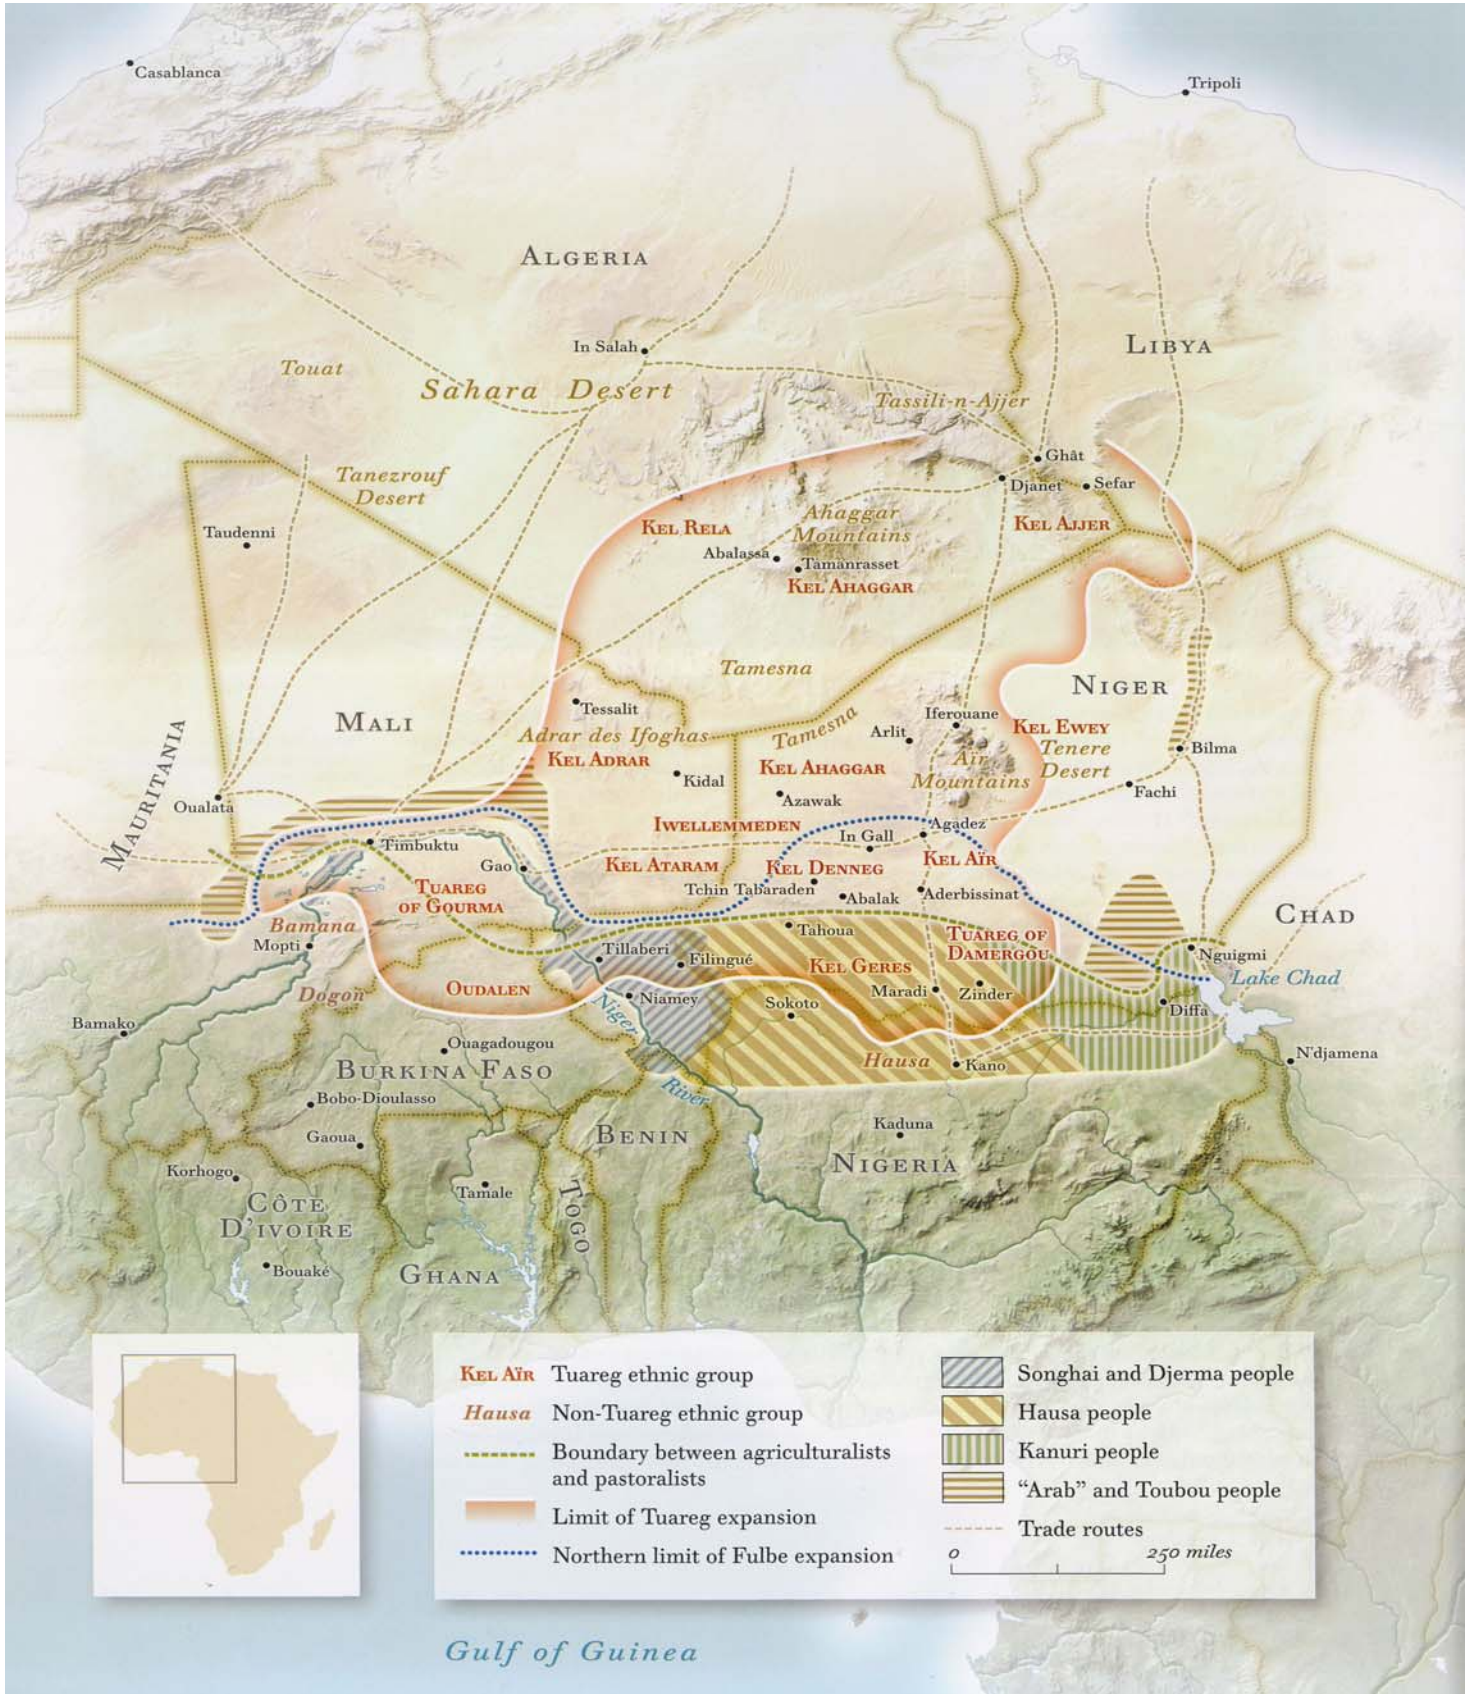 Casablanca
Tripoli
ALGERIA
LIBYA
In Salah
Touat
Sahara Desert
Tassili-n-Ajjer
Ghât
Tanezrouf
Desert
Djanet
Sefar
Ahaggar
Mountains
KEL RELA
KEL AJJER
Taudenni
Abalassa
Tamanrasset
KEL AHAGGAR
Tamesna
NIGER
Tessalit
MALI
Adrar des Ifoghas
KEL ADRAR
Tamesna
Iferouane
Arlit
KEL EWEY
Tenere
Desert
Bilma
MAURITANIA
Kidal
KEL AHAGGAR
Aïr
Mountains
Fachi
Azawak
Oualata
IWELLEMMEDEN
Agadez
In Gall
Timbuktu
Gao
KEL ATARAM
KEL DENNEG
KEL AÏR
Tchin Tabaraden
Abalak
Aderbissinat
TUAREG
OF GOURMA
Bamana
CHAD
Mopti
Tahoua
TUAREG OF
DAMERGOU
Tillaberi
Filingué
Nguigmi
KEL GERES
Lake Chad
OUDALEN
Dogon
Niamey
Sokoto
Maradi
Zinder
Diffa
Bamako
Niger
Ouagadougou
BURKINA FASO
Hausa
Kano
N'djamena
River
Bobo-Dioulasso
Gaoua
BENIN
Kaduna
NIGERIA
Korhogo
Tamale
TOGO
CÔTE
D'IVOIRE
Bouaké
GHANA
KEL AÏR Tuareg ethnic group
Hausa Non-Tuareg ethnic group
Boundary between agriculturalists
and pastoralists
Limit of Tuareg expansion
Northern limit of Fulbe expansion
Songhai and Djerma people
Hausa people
Kanuri people
"Arab" and Toubou people
Trade routes
0 250 miles
Gulf of Guinea